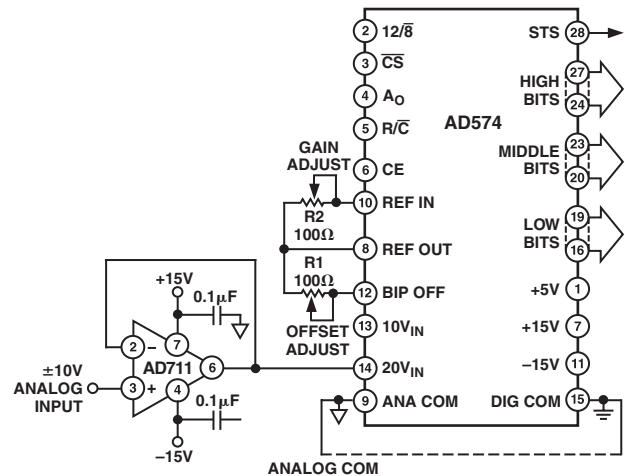 2 12/8̅ STS 28
3 C̅S̅ 27
4 AO HIGH BITS 24
5 R/C̅ AD574 23
GAIN ADJUST
6 CE MIDDLE BITS 20
10 REF IN
R2 100Ω
19
8 REF OUT LOW BITS 16
R1 100Ω
12 BIP OFF +5V 1
OFFSET ADJUST
13 10VIN +15V 7
14 20VIN −15V 11
9 ANA COM DIG COM 15
+15V 0.1μF
2 − 7
AD711 6
±10V ANALOG INPUT 3 + 4
0.1μF
−15V
ANALOG COM